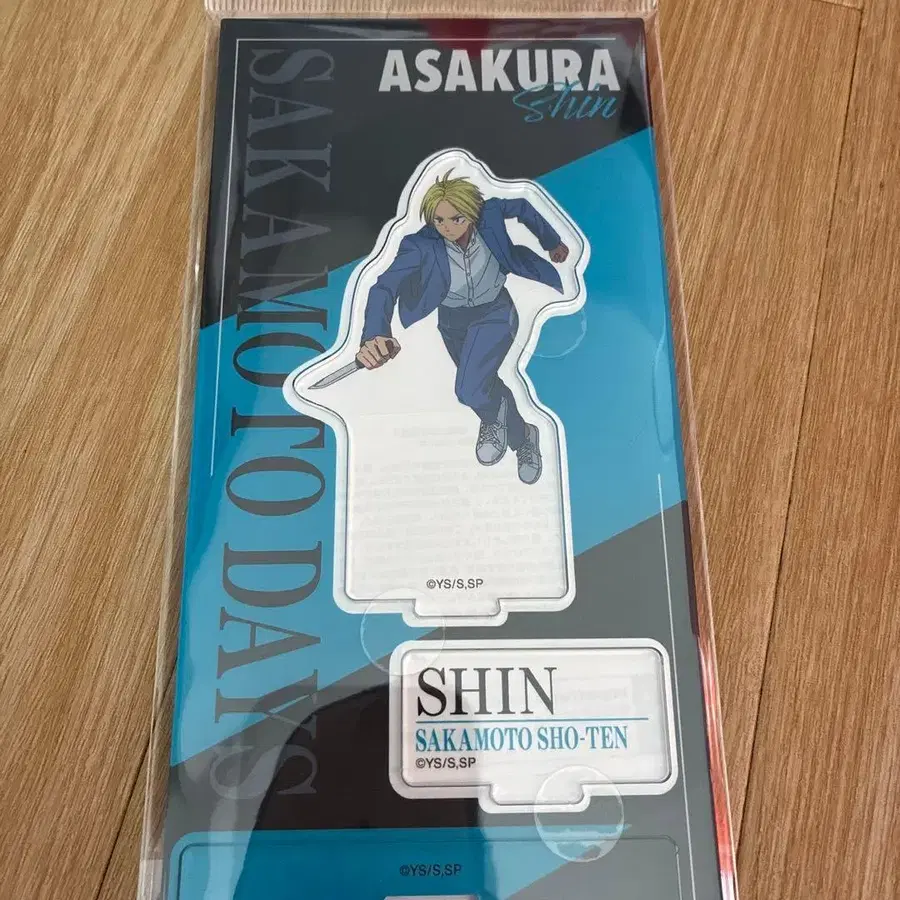 ASAKURA
Shin
SAKAMOTO DAYS
©YS/S,SP
SHIN
SAKAMOTO SHO-TEN
©YS/S,SP
©YS/S,SP